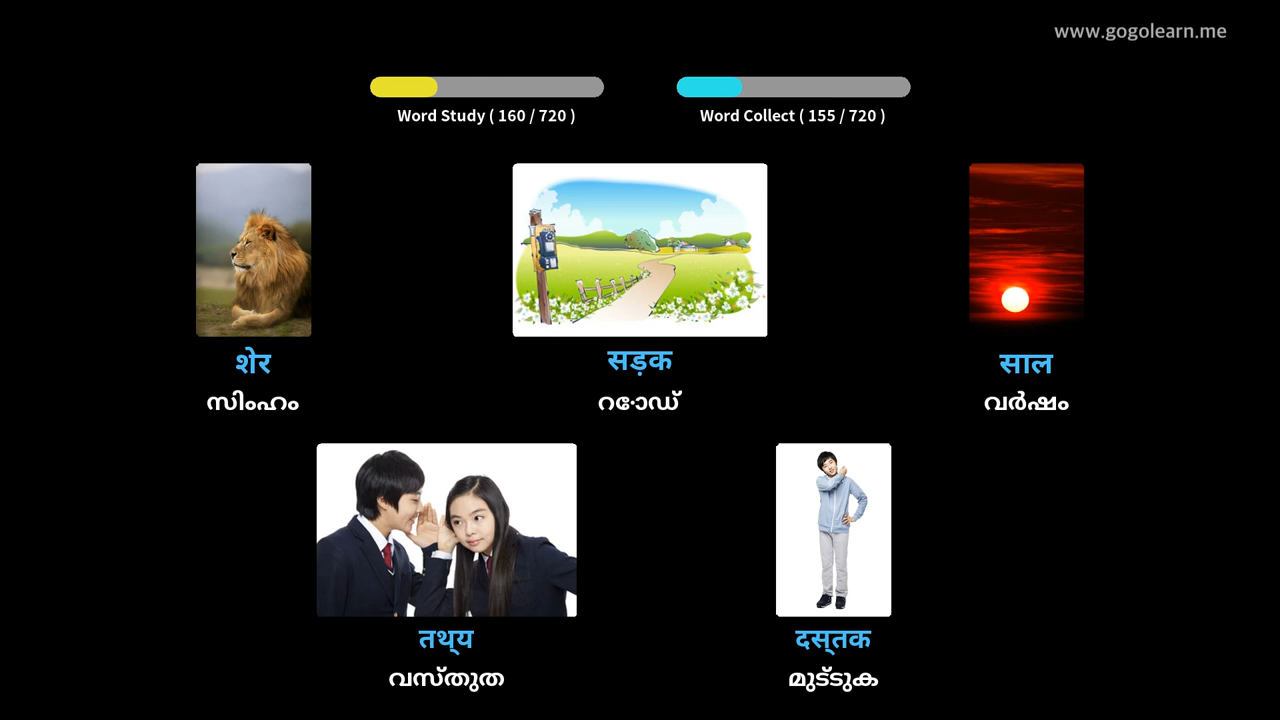 www.gogolearn.me
Word Study ( 160 / 720 )
Word Collect ( 155 / 720 )
शेर
सड़क
साल
സിംഹം
റോഡ്
വർഷം
तथ्य
दस्तक
വസ്തുത
മുട്ടുക